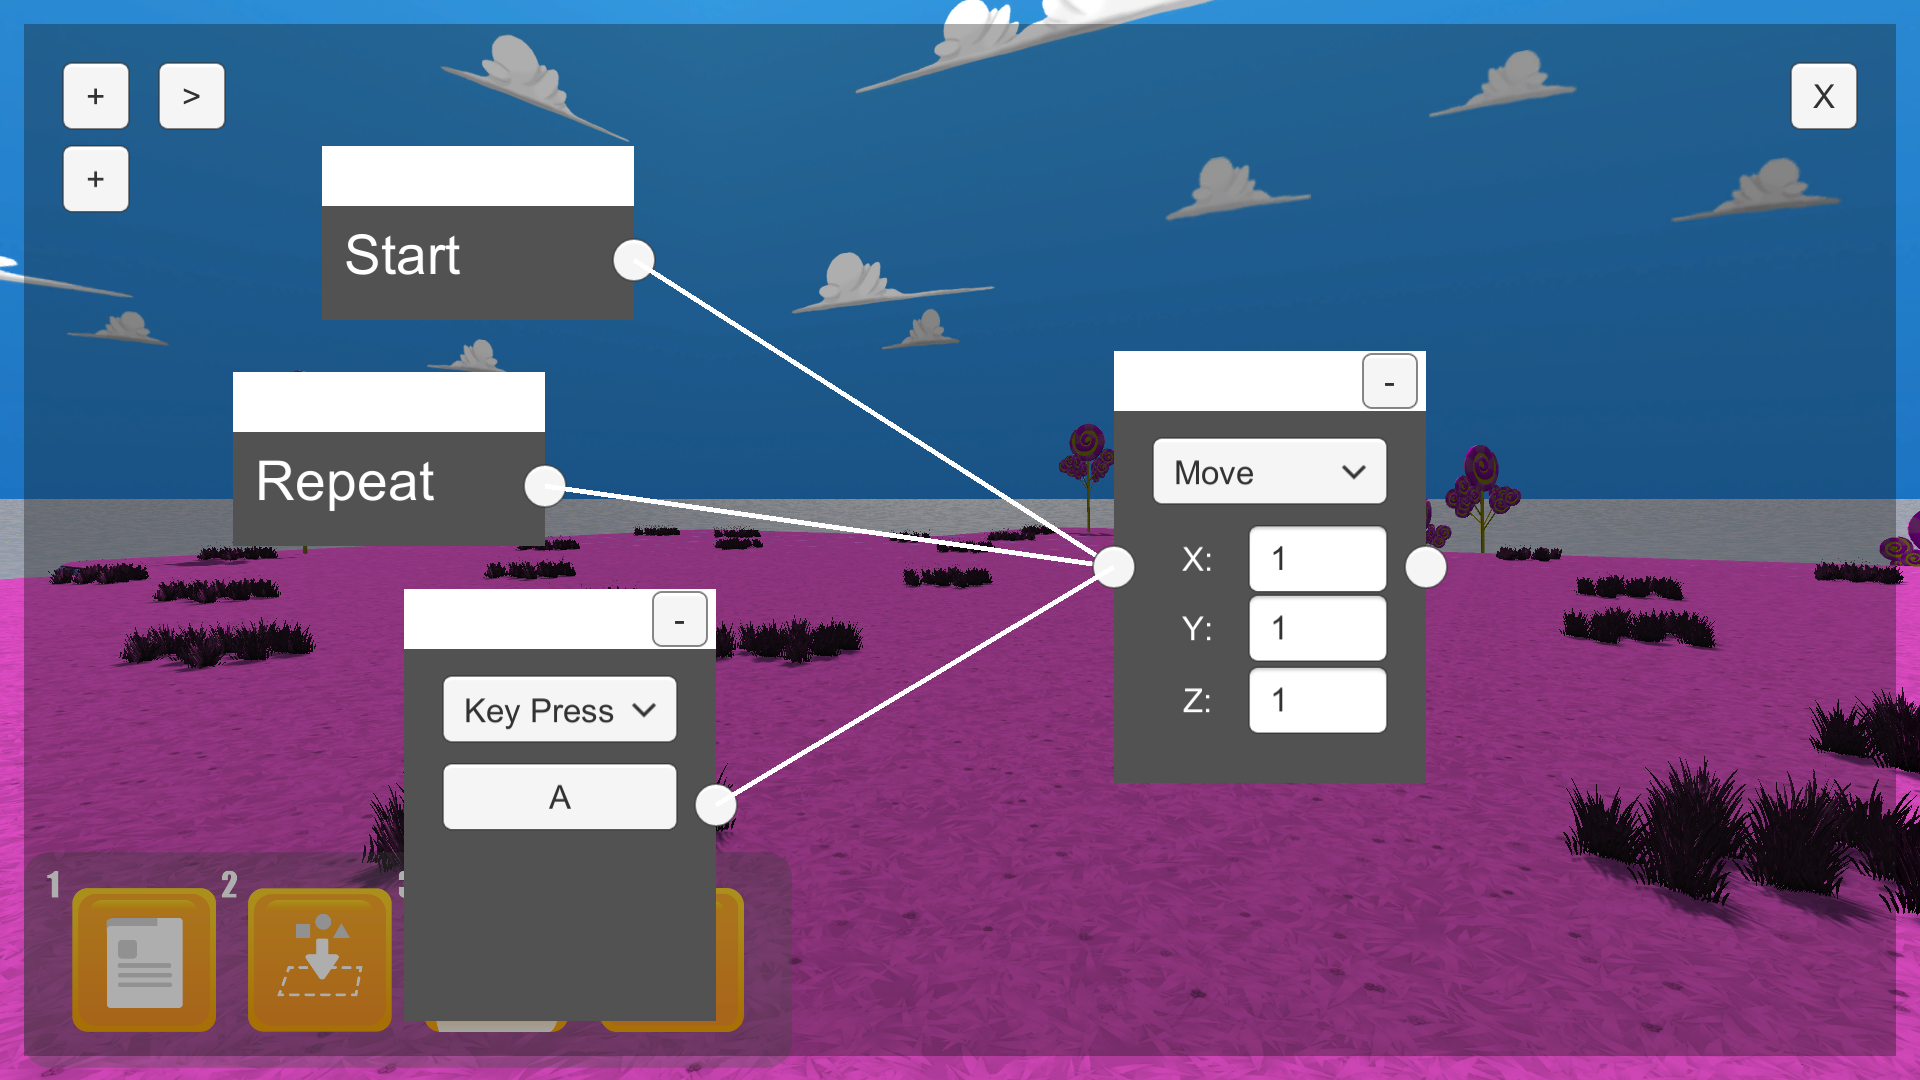 +
>
X
+
Start
Repeat
-
Move
X: 1
Y: 1
Z: 1
-
Key Press
A
1
2